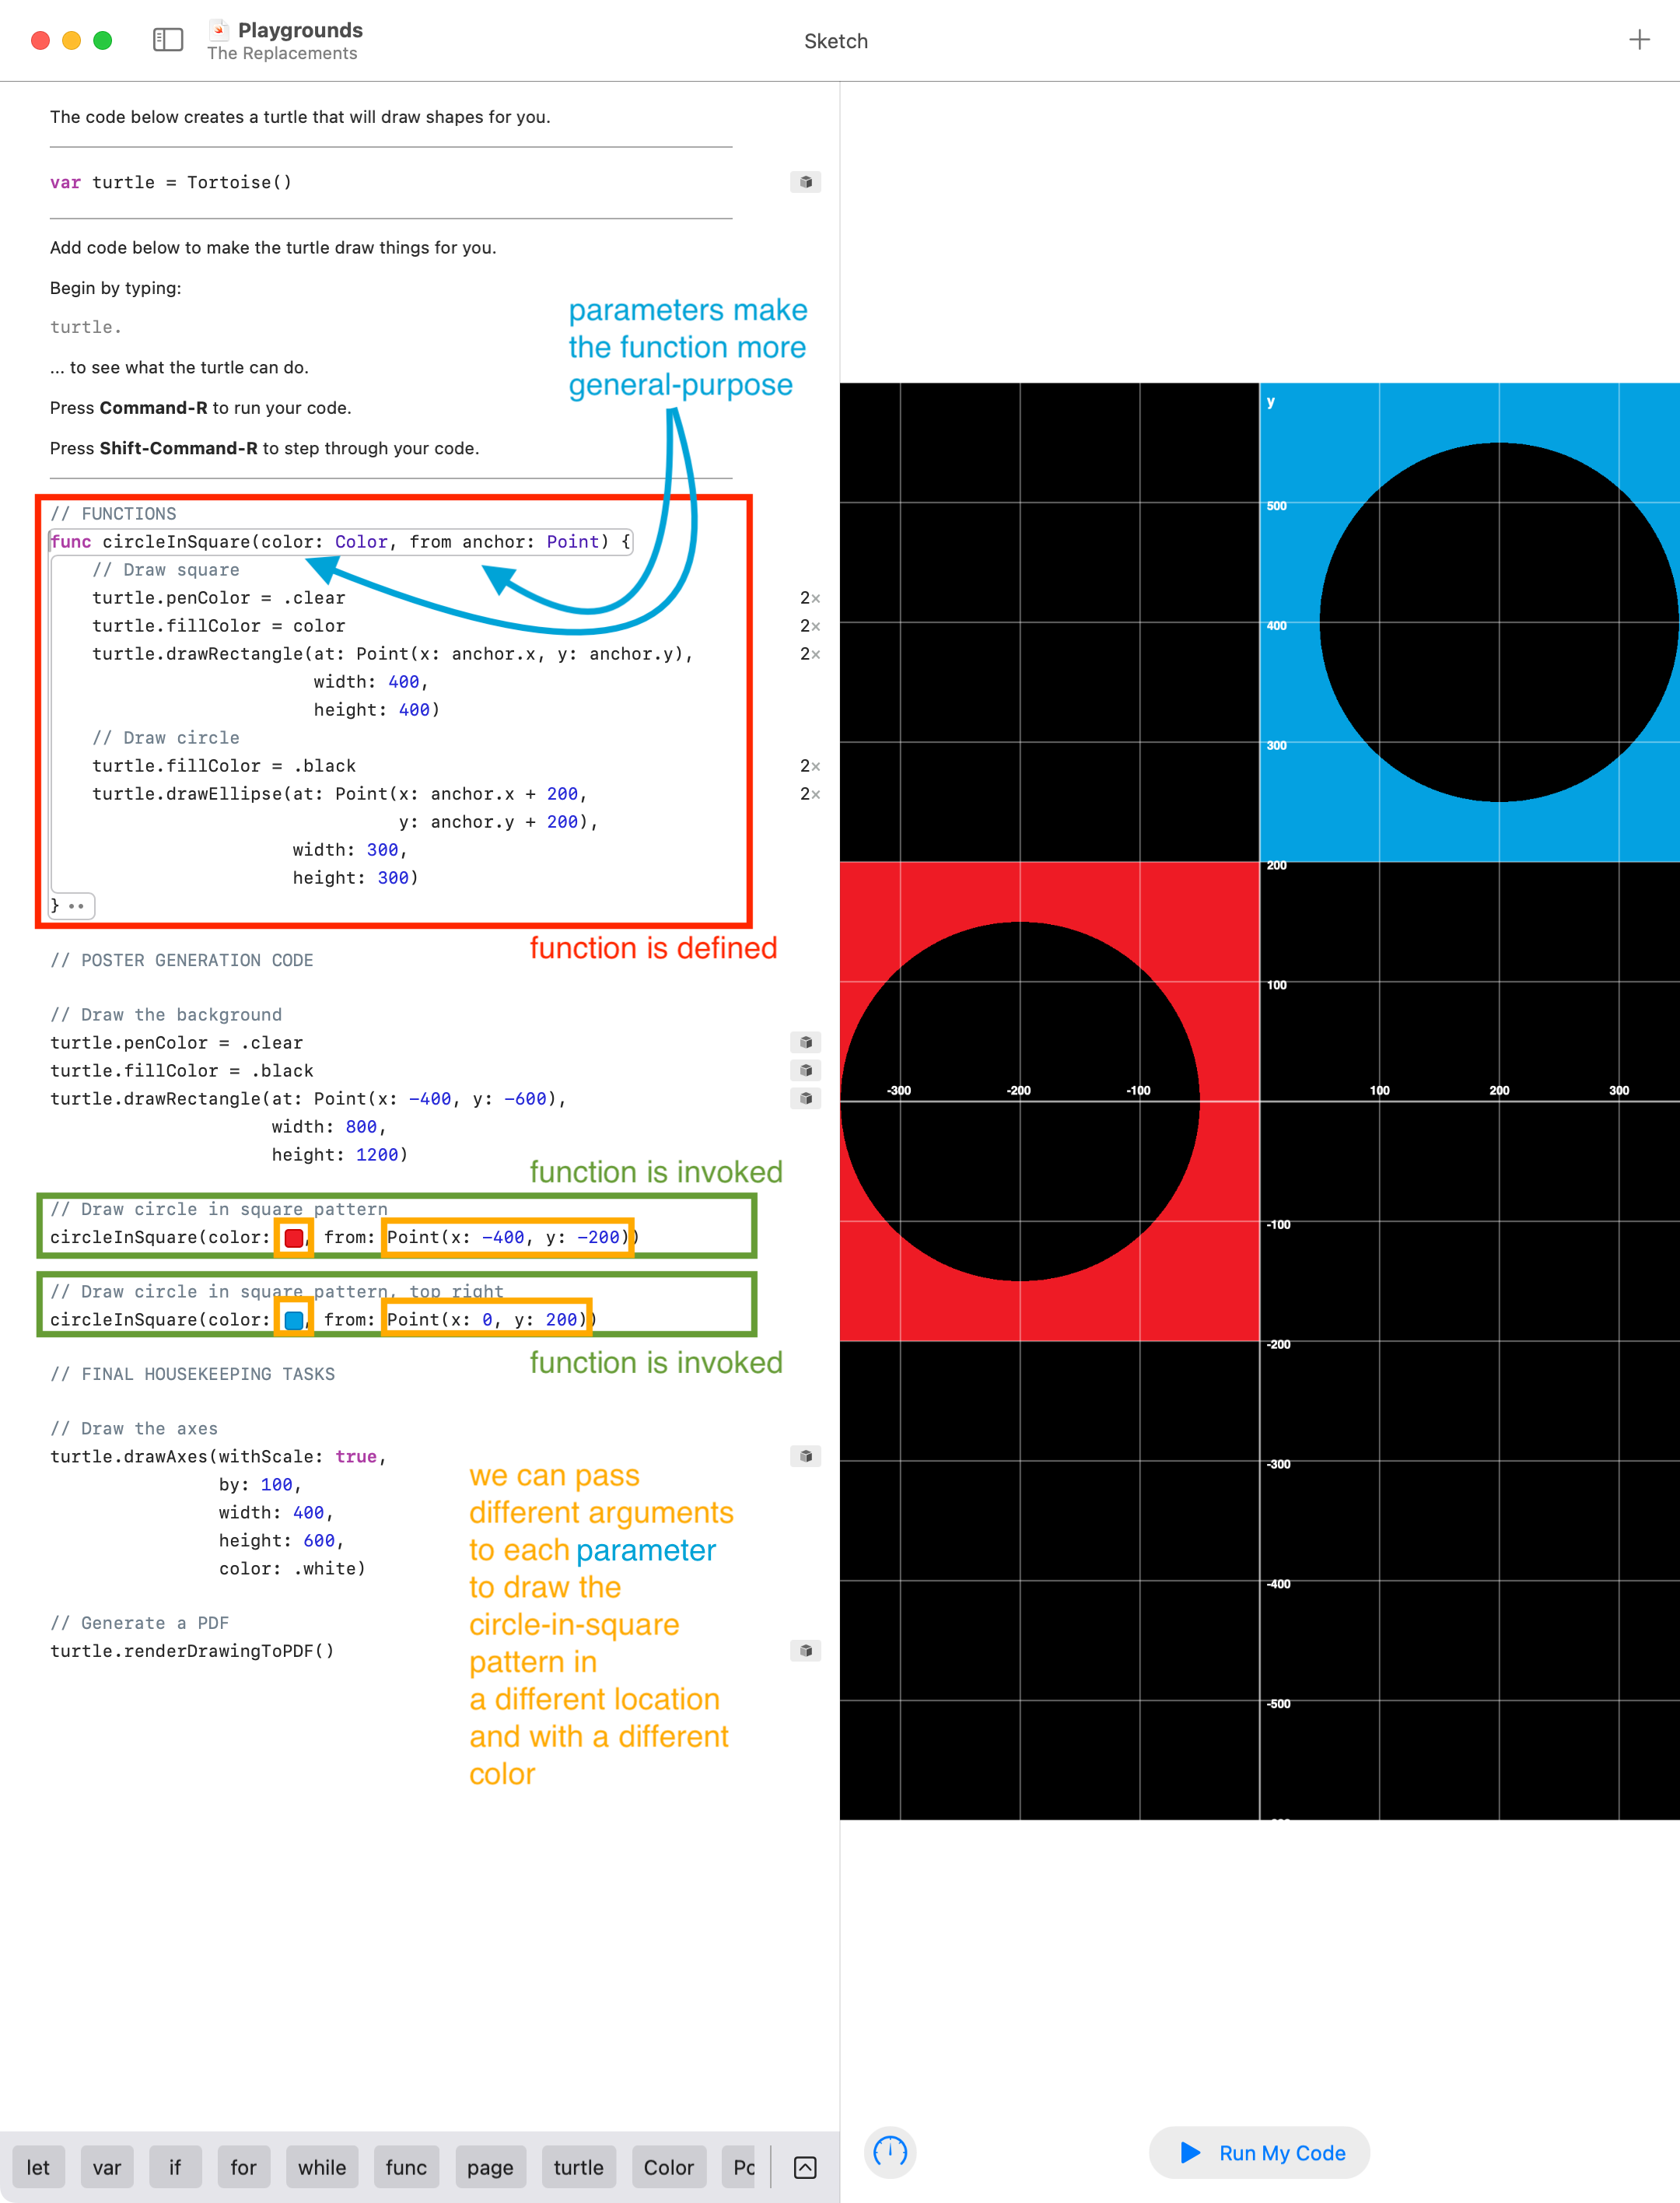 Playgrounds
The Replacements
Sketch
The code below creates a turtle that will draw shapes for you.
var turtle = Tortoise()
Add code below to make the turtle draw things for you.
Begin by typing:
turtle.
... to see what the turtle can do.
Press Command-R to run your code.
Press Shift-Command-R to step through your code.
parameters make
the function more
general-purpose
// FUNCTIONS
func circleInSquare(color: Color, from anchor: Point) {
// Draw square
turtle.penColor = .clear 2×
turtle.fillColor = color 2×
turtle.drawRectangle(at: Point(x: anchor.x, y: anchor.y), 2×
width: 400,
height: 400)
// Draw circle
turtle.fillColor = .black 2×
turtle.drawEllipse(at: Point(x: anchor.x + 200, 2×
y: anchor.y + 200),
width: 300,
height: 300)
}
function is defined
// POSTER GENERATION CODE
// Draw the background
turtle.penColor = .clear
turtle.fillColor = .black
turtle.drawRectangle(at: Point(x: -400, y: -600),
width: 800,
height: 1200)
function is invoked
// Draw circle in square pattern
circleInSquare(color: , from: Point(x: -400, y: -200))
// Draw circle in square pattern, top right
circleInSquare(color: , from: Point(x: 0, y: 200))
function is invoked
// FINAL HOUSEKEEPING TASKS
// Draw the axes
turtle.drawAxes(withScale: true,
by: 100,
width: 400,
height: 600,
color: .white)
// Generate a PDF
turtle.renderDrawingToPDF()
we can pass
different arguments
to each parameter
to draw the
circle-in-square
pattern in
a different location
and with a different
color
y
500
400
300
200
100
-300 -200 -100 100 200 300
-100
-200
-300
-400
-500
let var if for while func page turtle Color
Run My Code